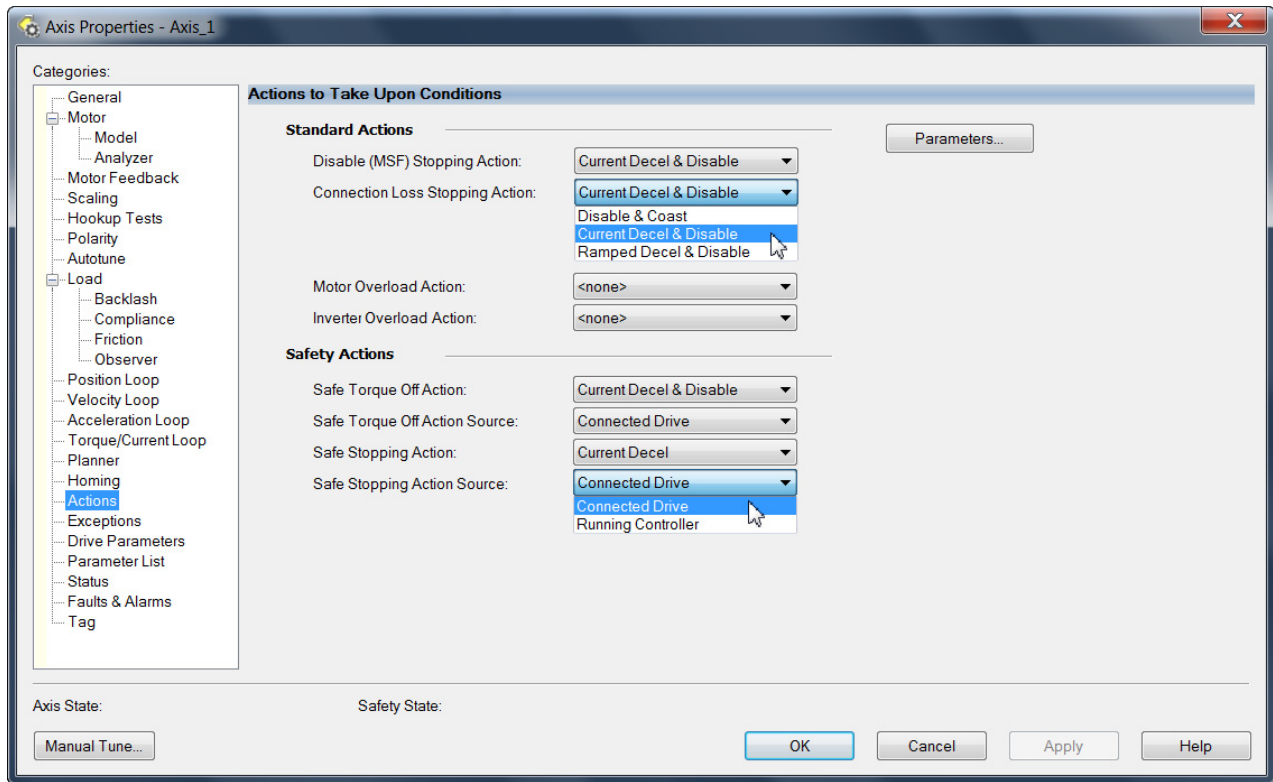 Axis Properties - Axis_1
X
Categories:
General
Motor
Model
Analyzer
Motor Feedback
Scaling
Hookup Tests
Polarity
Autotune
Load
Backlash
Compliance
Friction
Observer
Position Loop
Velocity Loop
Acceleration Loop
Torque/Current Loop
Planner
Homing
Actions
Exceptions
Drive Parameters
Parameter List
Status
Faults & Alarms
Tag
Actions to Take Upon Conditions
Standard Actions
Parameters...
Disable (MSF) Stopping Action: Current Decel & Disable
Connection Loss Stopping Action: Current Decel & Disable
Disable & Coast
Current Decel & Disable
Ramped Decel & Disable
Motor Overload Action: <none>
Inverter Overload Action: <none>
Safety Actions
Safe Torque Off Action: Current Decel & Disable
Safe Torque Off Action Source: Connected Drive
Safe Stopping Action: Current Decel
Safe Stopping Action Source: Connected Drive
Connected Drive
Running Controller
Axis State: Safety State:
Manual Tune... OK Cancel Apply Help